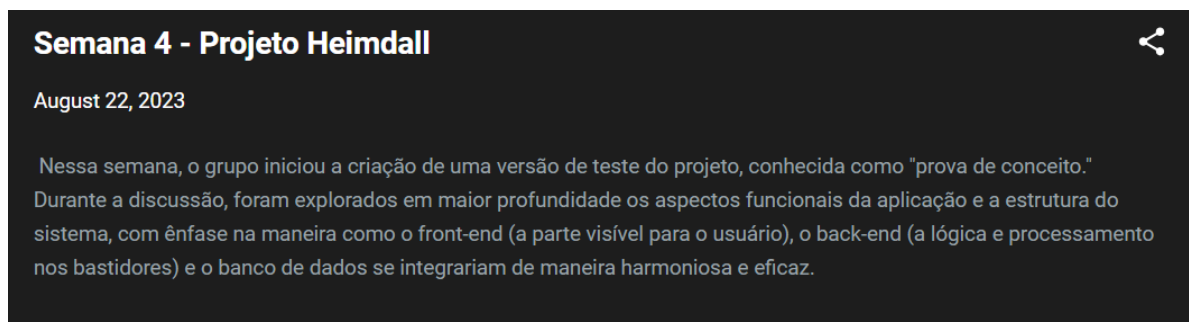 Semana 4 - Projeto Heimdall
August 22, 2023
Nessa semana, o grupo iniciou a criação de uma versão de teste do projeto, conhecida como "prova de conceito."
Durante a discussão, foram explorados em maior profundidade os aspectos funcionais da aplicação e a estrutura do
sistema, com ênfase na maneira como o front-end (a parte visível para o usuário), o back-end (a lógica e processamento
nos bastidores) e o banco de dados se integrariam de maneira harmoniosa e eficaz.